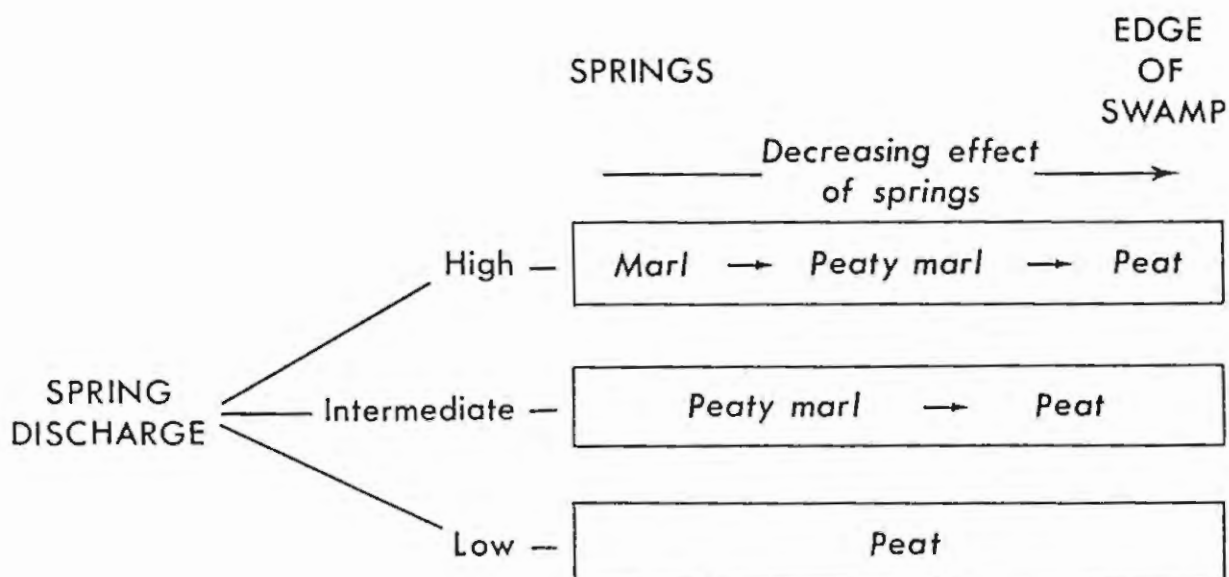 SPRINGS
EDGE
OF
SWAMP
Decreasing effect
of springs
SPRING
DISCHARGE
High – Marl → Peaty marl → Peat
Intermediate – Peaty marl → Peat
Low – Peat